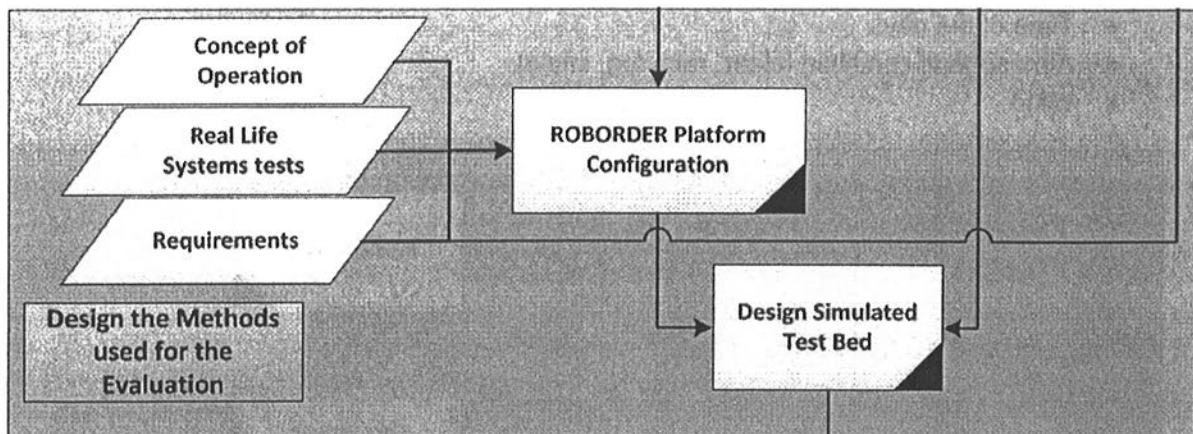 Concept of
Operation
Real Life
Systems tests
Requirements
ROBORDER Platform
Configuration
Design Simulated
Test Bed
Design the Methods
used for the
Evaluation